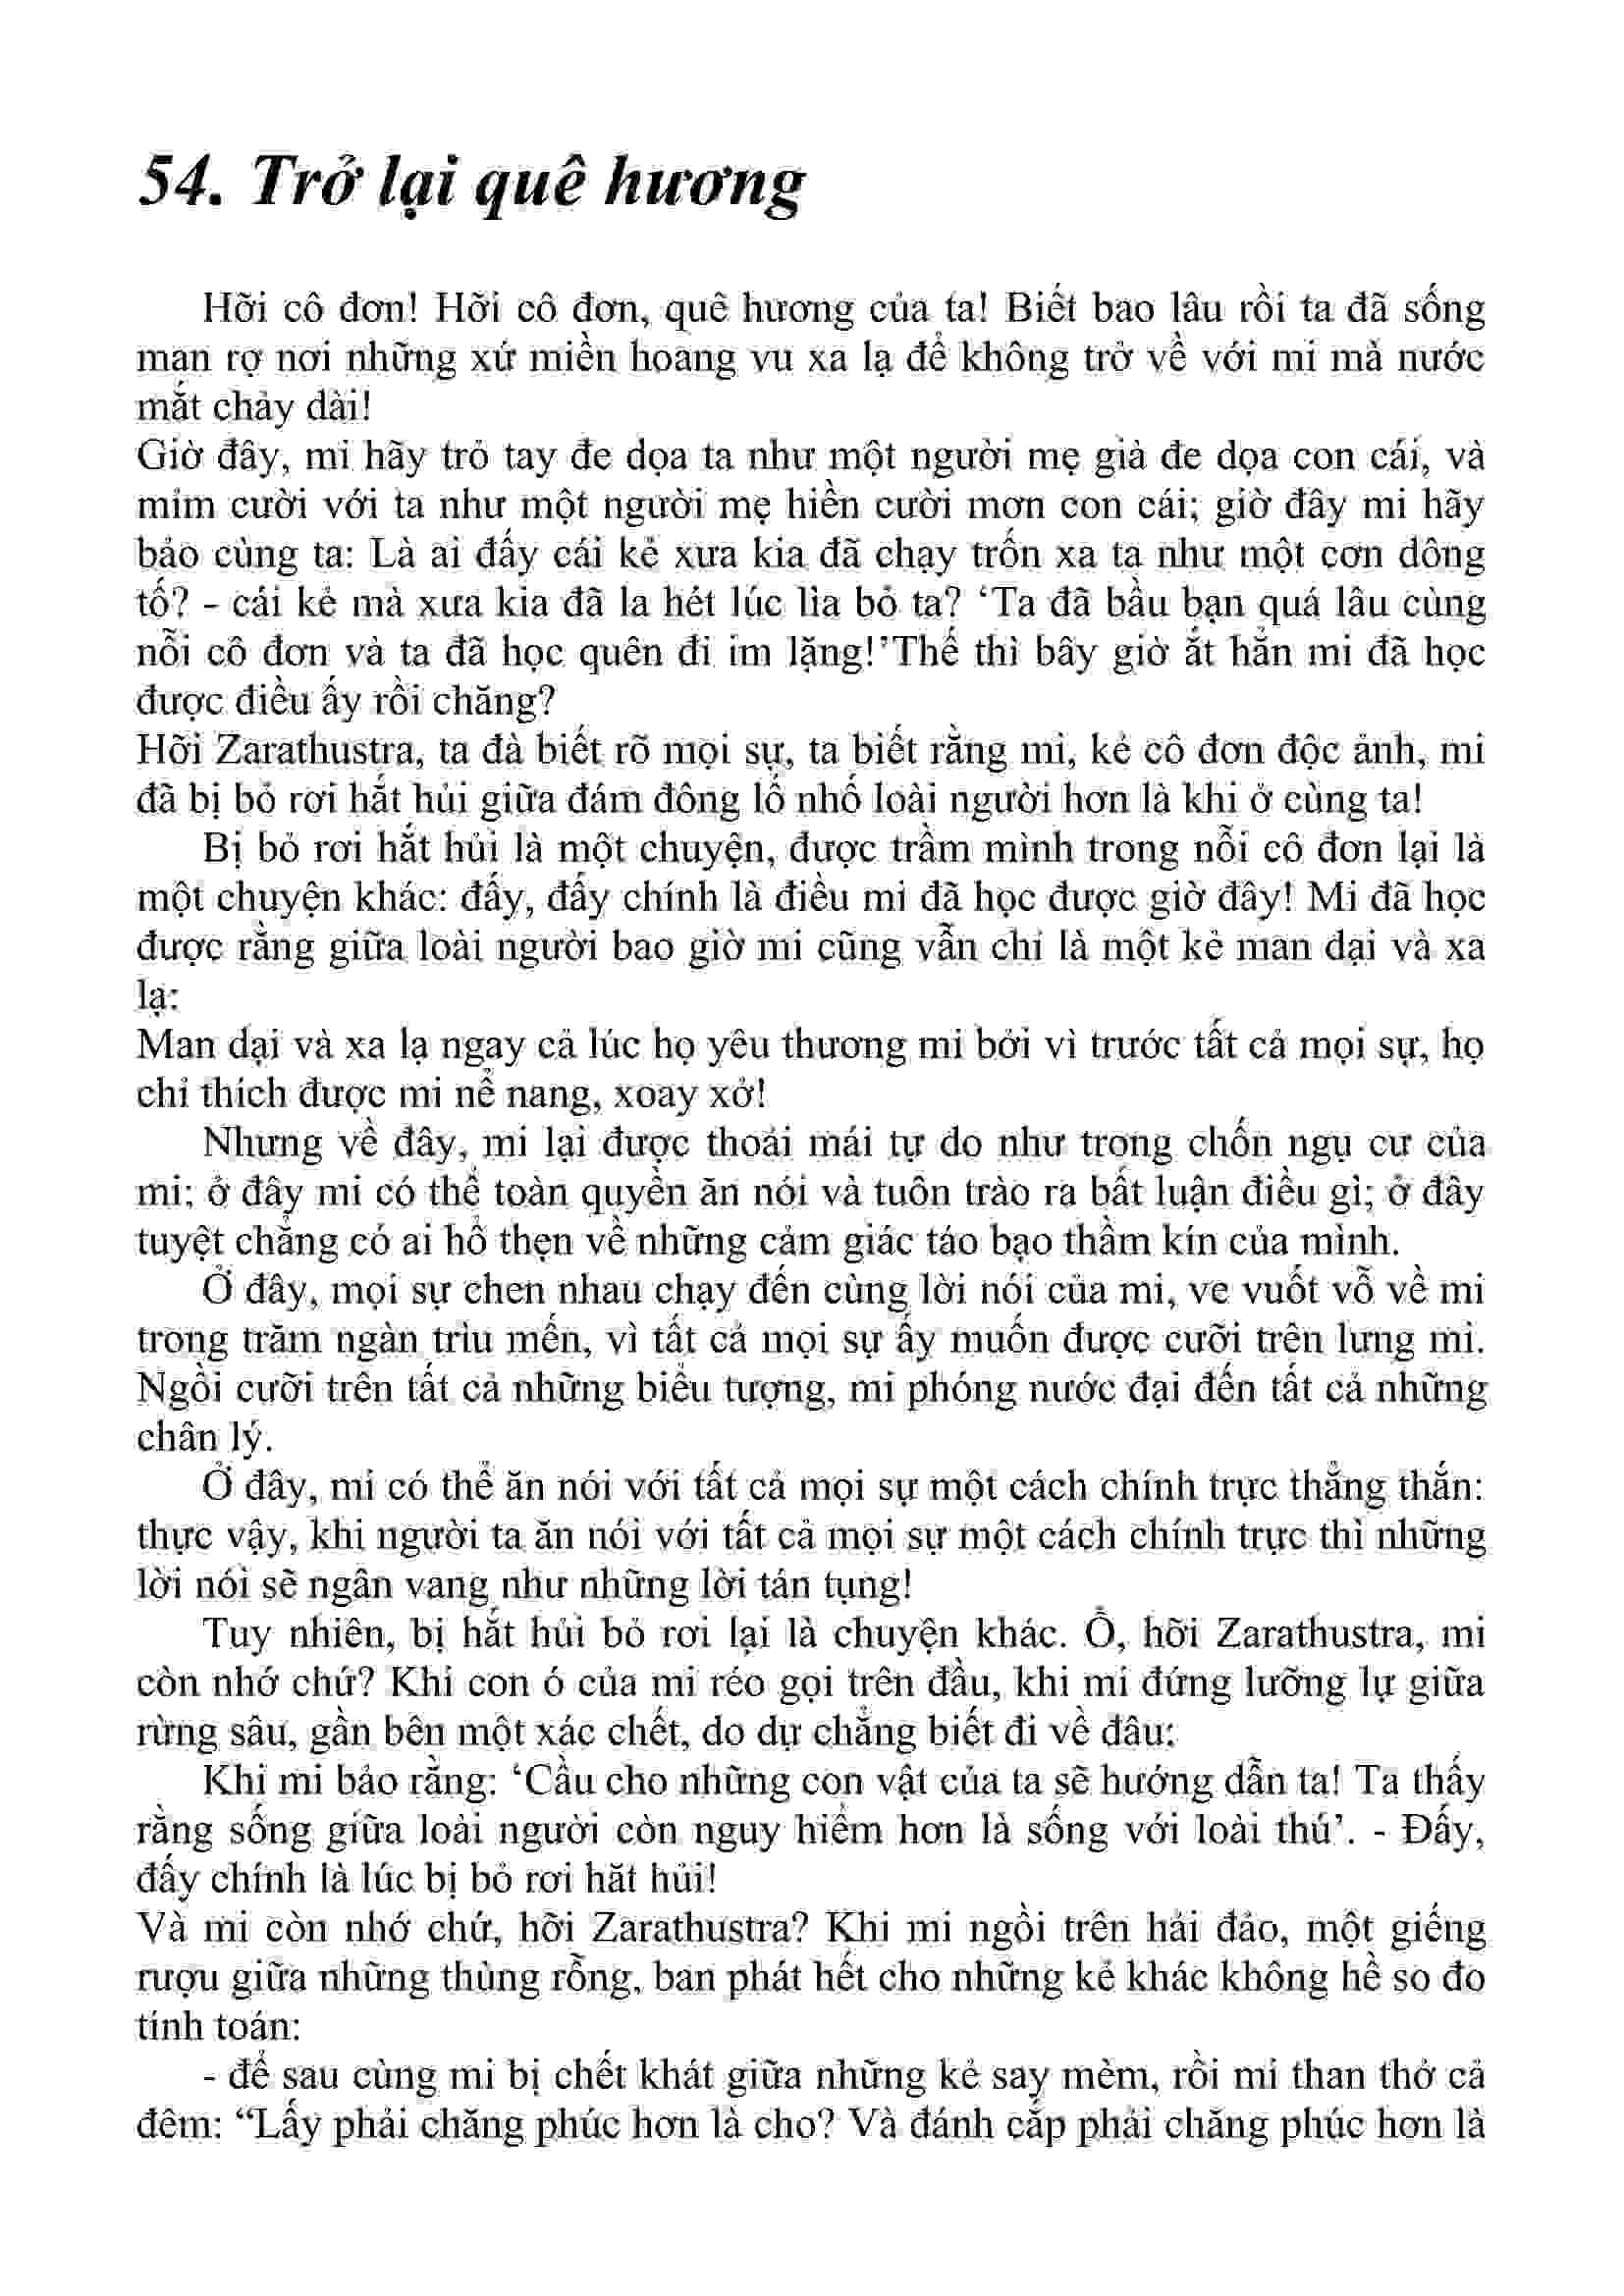 54. Trở lại quê hương
Hỡi cô đơn! Hỡi cô đơn, quê hương của ta! Biết bao lâu rồi ta đã sống
man rợ nơi những xứ miền hoang vu xa lạ để không trở về với mi mà nước
mắt chảy dài!
Giờ đây, mi hãy trỏ tay đe dọa ta như một người mẹ già đe dọa con cái, và
mỉm cười với ta như một người mẹ hiền cười mơn con cái; giờ đây mi hãy
bảo cùng ta: Là ai đấy cái kẻ xưa kia đã chạy trốn xa ta như một cơn dông
tố? - cái kẻ mà xưa kia đã la hét lúc lìa bỏ ta? ‘Ta đã bầu bạn quá lâu cùng
nỗi cô đơn và ta đã học quên đi im lặng!’Thế thì bây giờ ắt hẳn mi đã học
được điều ấy rồi chăng?
Hỡi Zarathustra, ta đà biết rõ mọi sự, ta biết rằng mi, kẻ cô đơn độc ảnh, mi
đã bị bỏ rơi hắt hủi giữa đám đông lố nhố loài người hơn là khi ở cùng ta!
Bị bỏ rơi hắt hủi là một chuyện, được trầm mình trong nỗi cô đơn lại là
một chuyện khác: đấy, đấy chính là điều mi đã học được giờ đây! Mi đã học
được rằng giữa loài người bao giờ mi cũng vẫn chỉ là một kẻ man dại và xa
lạ:
Man dại và xa lạ ngay cả lúc họ yêu thương mi bởi vì trước tất cả mọi sự, họ
chỉ thích được mi nể nang, xoay xở!
Nhưng về đây, mi lại được thoải mái tự do như trong chốn ngụ cư của
mi; ở đây mi có thể toàn quyền ăn nói và tuôn trào ra bất luận điều gì; ở đây
tuyệt chẳng có ai hổ thẹn về những cảm giác táo bạo thầm kín của mình.
Ở đây, mọi sự chen nhau chạy đến cùng lời nói của mi, ve vuốt vỗ về mi
trong trăm ngàn trìu mến, vì tất cả mọi sự ấy muốn được cưỡi trên lưng mi.
Ngồi cưỡi trên tất cả những biểu tượng, mi phóng nước đại đến tất cả những
chân lý.
Ở đây, mi có thể ăn nói với tất cả mọi sự một cách chính trực thẳng thắn:
thực vậy, khi người ta ăn nói với tất cả mọi sự một cách chính trực thì những
lời nói sẽ ngân vang như những lời tán tụng!
Tuy nhiên, bị hắt hủi bỏ rơi lại là chuyện khác. Ồ, hỡi Zarathustra, mi
còn nhớ chứ? Khi con ó của mi réo gọi trên đầu, khi mi đứng lưỡng lự giữa
rừng sâu, gần bên một xác chết, do dự chẳng biết đi về đâu:
Khi mi bảo rằng: ‘Cầu cho những con vật của ta sẽ hướng dẫn ta! Ta thấy
rằng sống giữa loài người còn nguy hiểm hơn là sống với loài thú’. - Đấy,
đấy chính là lúc bị bỏ rơi hăt hủi!
Và mi còn nhớ chứ, hỡi Zarathustra? Khi mi ngồi trên hải đảo, một giếng
rượu giữa những thùng rỗng, ban phát hết cho những kẻ khác không hề so đo
tính toán:
- để sau cùng mi bị chết khát giữa những kẻ say mèm, rồi mi than thở cả
đêm: “Lấy phải chăng phúc hơn là cho? Và đánh cắp phải chăng phúc hơn là